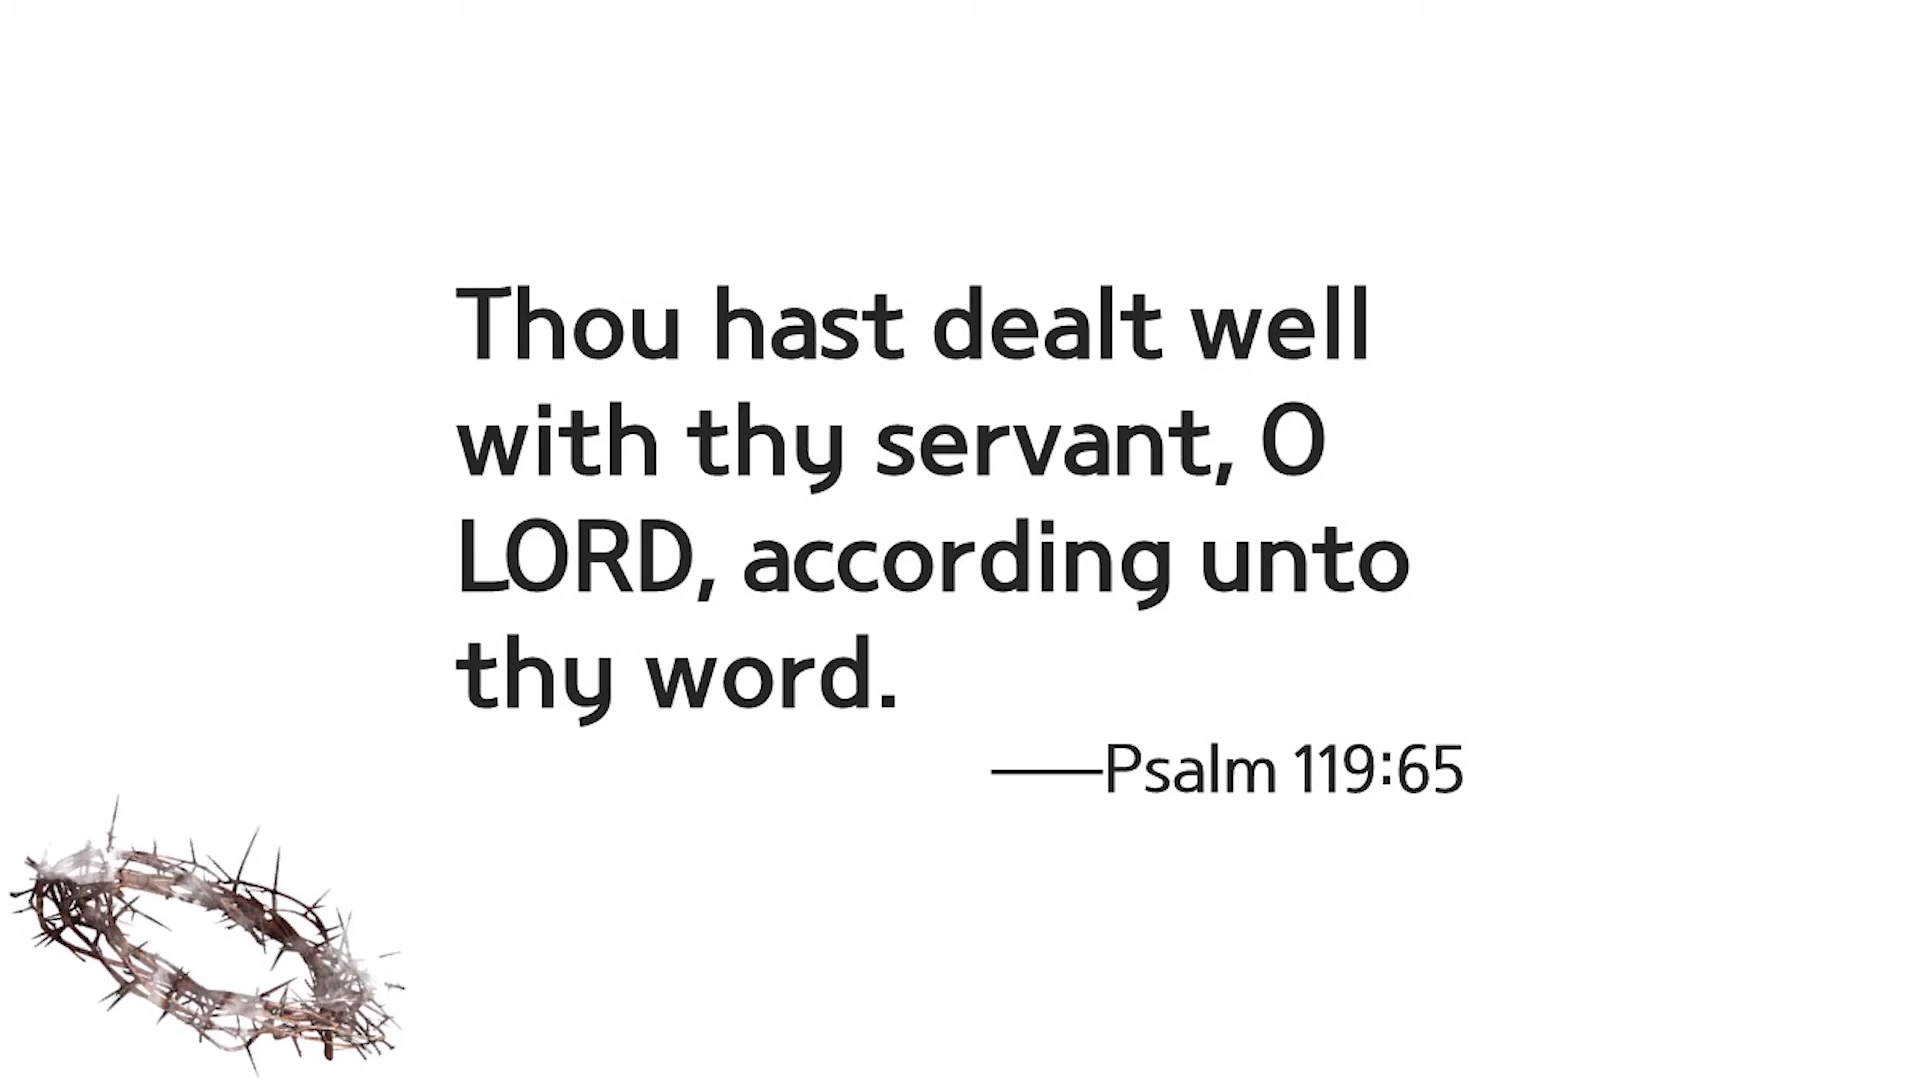 Thou hast dealt well
with thy servant, O
LORD, according unto
thy word.
——Psalm 119:65